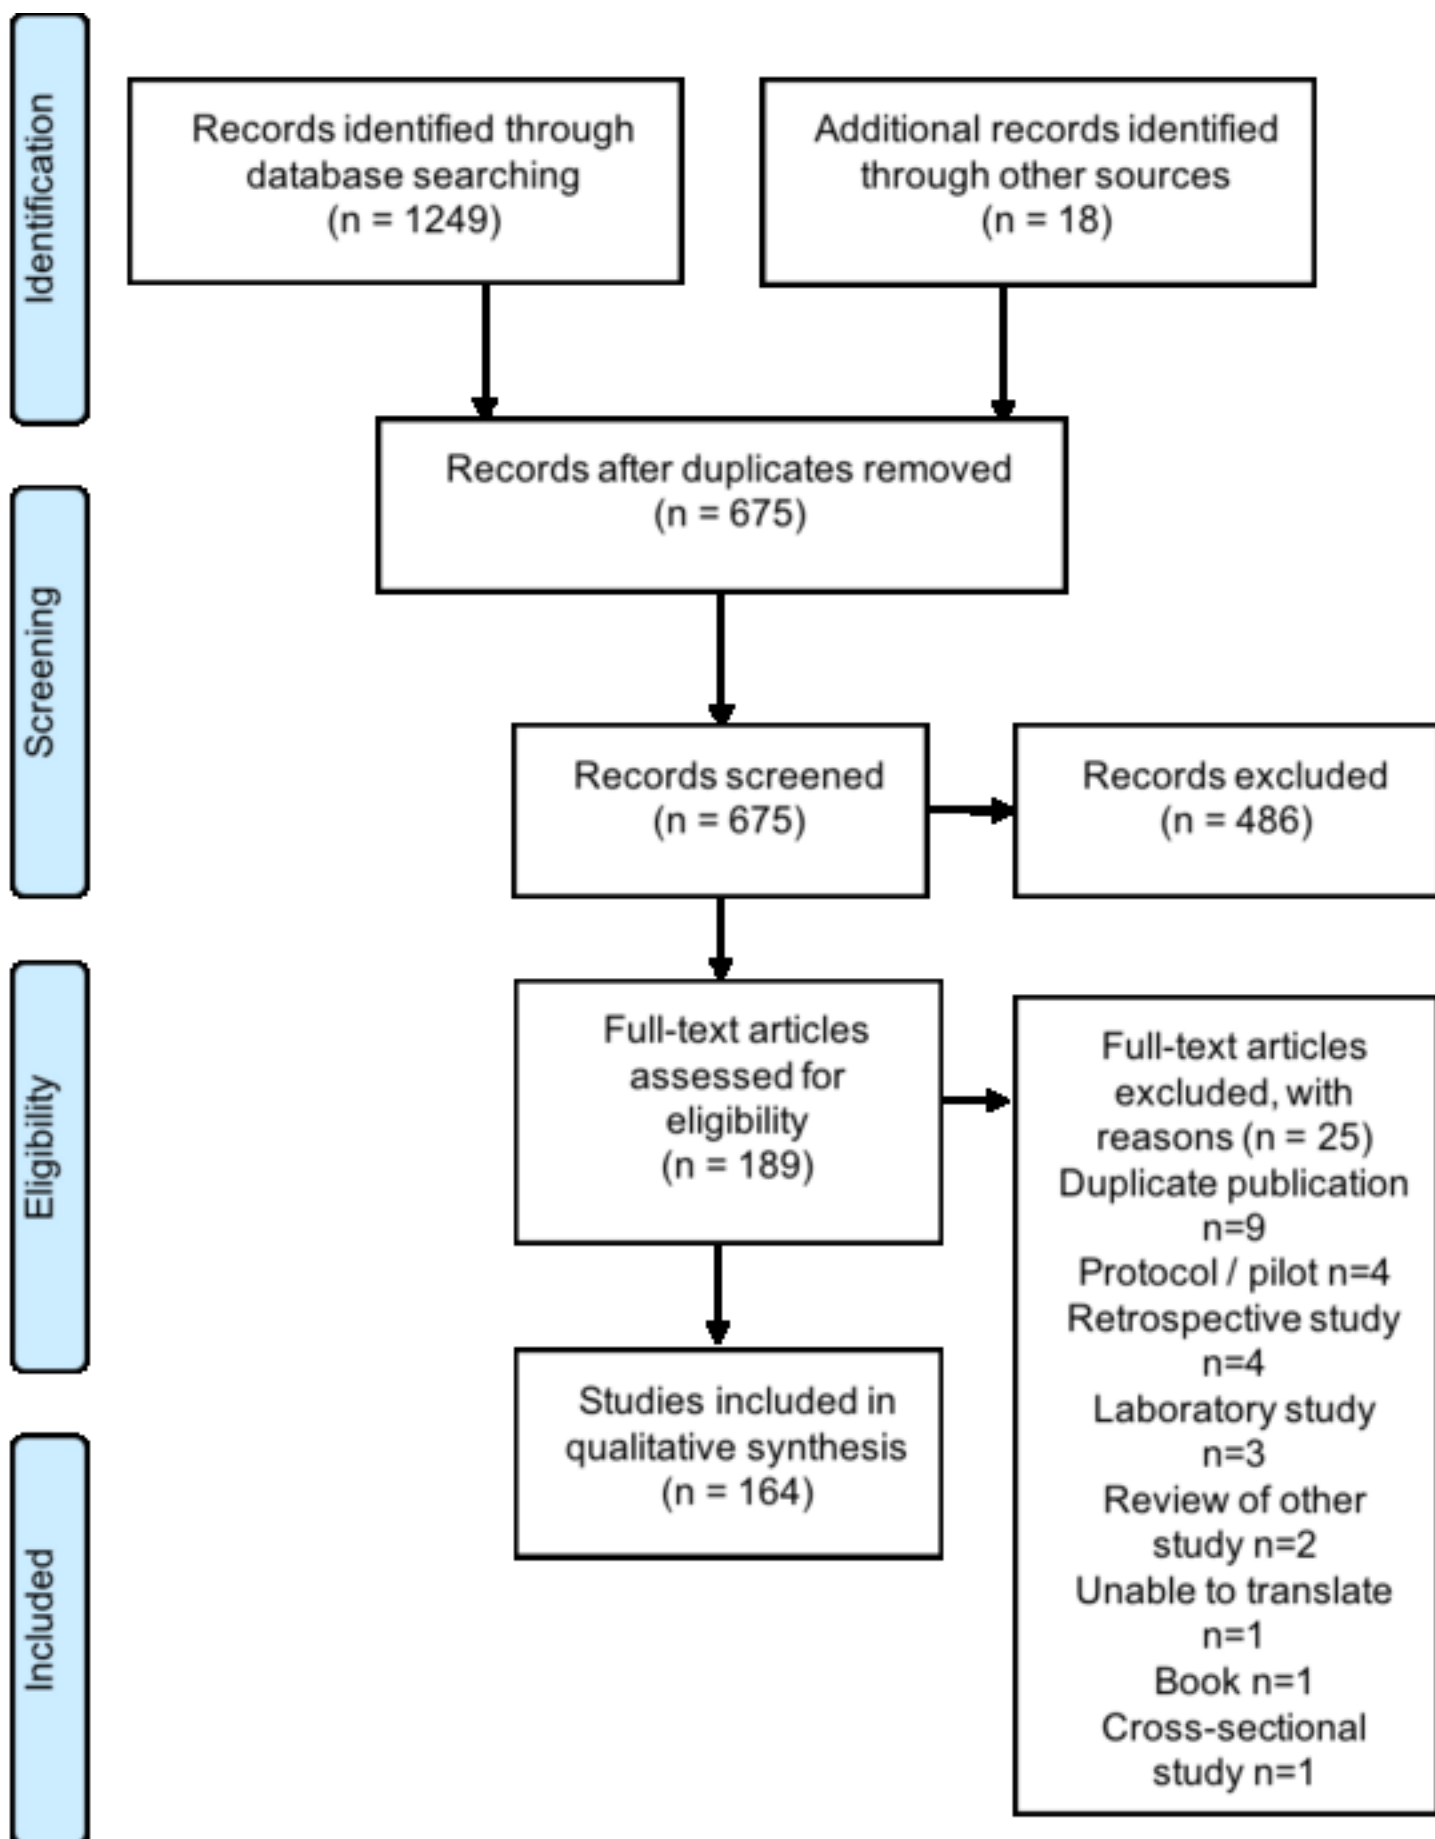 Identification
Records identified through
database searching
(n = 1249)
Additional records identified
through other sources
(n = 18)
Records after duplicates removed
(n = 675)
Screening
Records screened
(n = 675)
Records excluded
(n = 486)
Eligibility
Full-text articles
assessed for
eligibility
(n = 189)
Full-text articles
excluded, with
reasons (n = 25)
Duplicate publication
n=9
Protocol / pilot n=4
Retrospective study
n=4
Laboratory study
n=3
Review of other
study n=2
Unable to translate
n=1
Book n=1
Cross-sectional
study n=1
Included
Studies included in
qualitative synthesis
(n = 164)